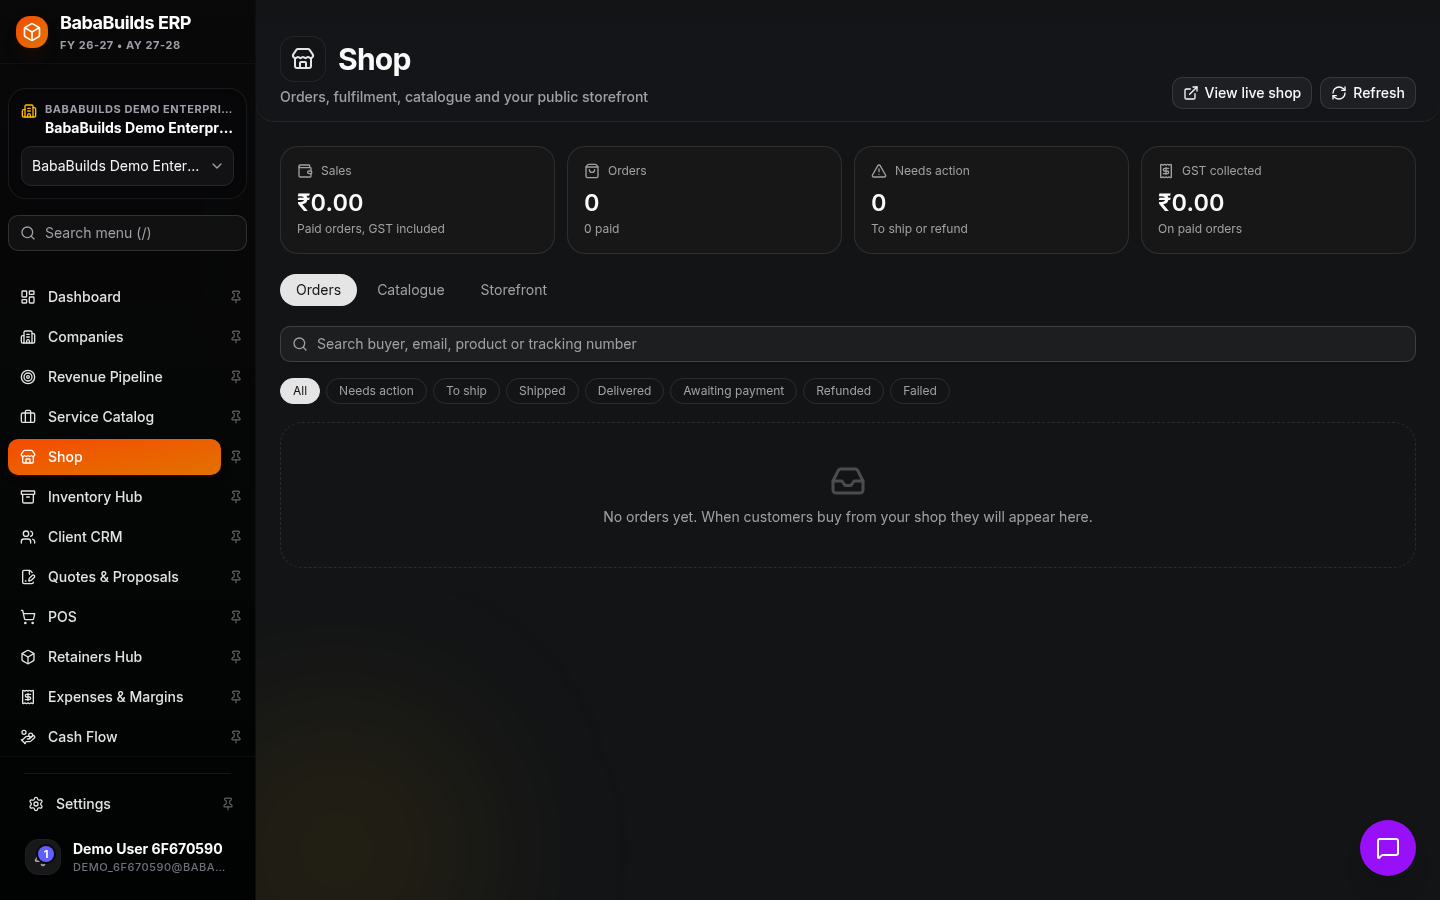 BabaBuilds ERP
FY 26-27 • AY 27-28
BABABUILDS DEMO ENTERPRI...
BabaBuilds Demo Enterpr...
BabaBuilds Demo Enter...
Search menu (/)
Dashboard
Companies
Revenue Pipeline
Service Catalog
Shop
Inventory Hub
Client CRM
Quotes & Proposals
POS
Retainers Hub
Expenses & Margins
Cash Flow
Settings
1
Demo User 6F670590
DEMO_6F670590@BABA...
Shop
Orders, fulfilment, catalogue and your public storefront
View live shop
Refresh
Sales
₹0.00
Paid orders, GST included
Orders
0
0 paid
Needs action
0
To ship or refund
GST collected
₹0.00
On paid orders
Orders Catalogue Storefront
Search buyer, email, product or tracking number
All Needs action To ship Shipped Delivered Awaiting payment Refunded Failed
No orders yet. When customers buy from your shop they will appear here.